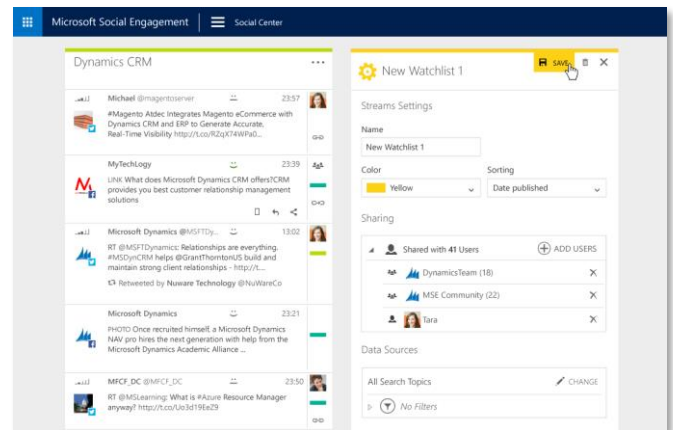 Microsoft Social Engagement
Social Center
Dynamics CRM
Michael @magentoserver 23:57
#Magento Atdec Integrates Magento eCommerce with
Dynamics CRM and ERP to Generate Accurate,
Real-Time Visibility http://t.co/RZqX74WPa0...
MyTechLogy 23:39
LINK What does Microsoft Dynamics CRM offers?CRM
provides you best customer relationship management
solutions
Microsoft Dynamics @MSFTDy... 13:02
RT @MSFTDynamics: Relationships are everything.
#MSDynCRM helps @GrantThorntonUS build and
maintain strong client relationships - http://t....
Retweeted by Nuware Technology @NuWareCo
Microsoft Dynamics 23:21
PHOTO Once recruited himself, a Microsoft Dynamics
NAV pro hires the next generation with help from the
Microsoft Dynamics Academic Alliance ...
MFCF_DC @MFCF_DC 23:50
RT @MSLearning: What is #Azure Resource Manager
anyway? http://t.co/Uo3d19EeZ9
New Watchlist 1
SAVE
Streams Settings
Name
New Watchlist 1
Color
Sorting
Yellow
Date published
Sharing
Shared with 41 Users
ADD USERS
DynamicsTeam (18)
MSE Community (22)
Tara
Data Sources
All Search Topics
CHANGE
No Filters